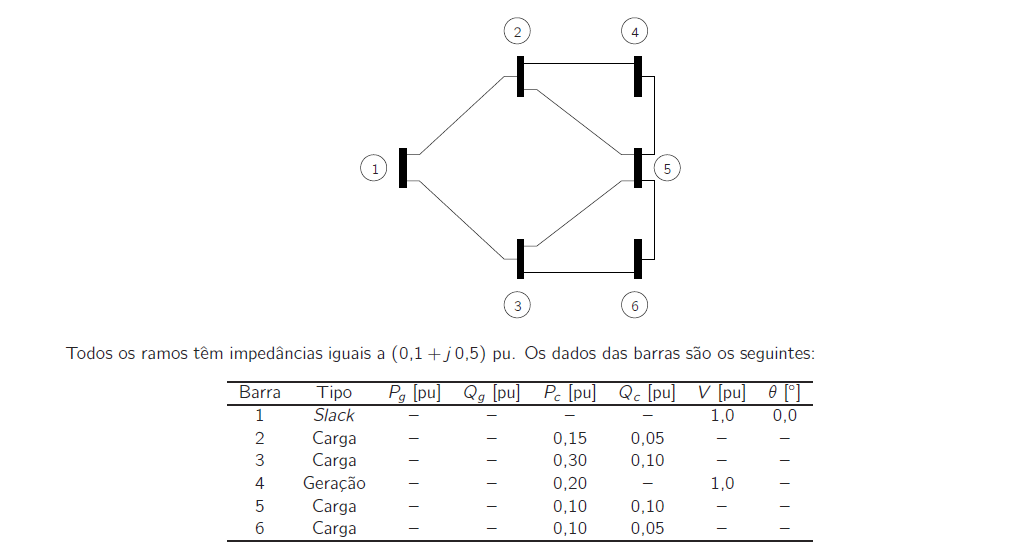 2 4
1 5
3 6
Todos os ramos têm impedâncias iguais a (0,1 + j 0,5) pu. Os dados das barras são os seguintes:
Barra Tipo P_g [pu] Q_g [pu] P_c [pu] Q_c [pu] V [pu] θ [°]
1 Slack – – – – 1,0 0,0
2 Carga – – 0,15 0,05 – –
3 Carga – – 0,30 0,10 – –
4 Geração – – 0,20 – 1,0 –
5 Carga – – 0,10 0,10 – –
6 Carga – – 0,10 0,05 – –